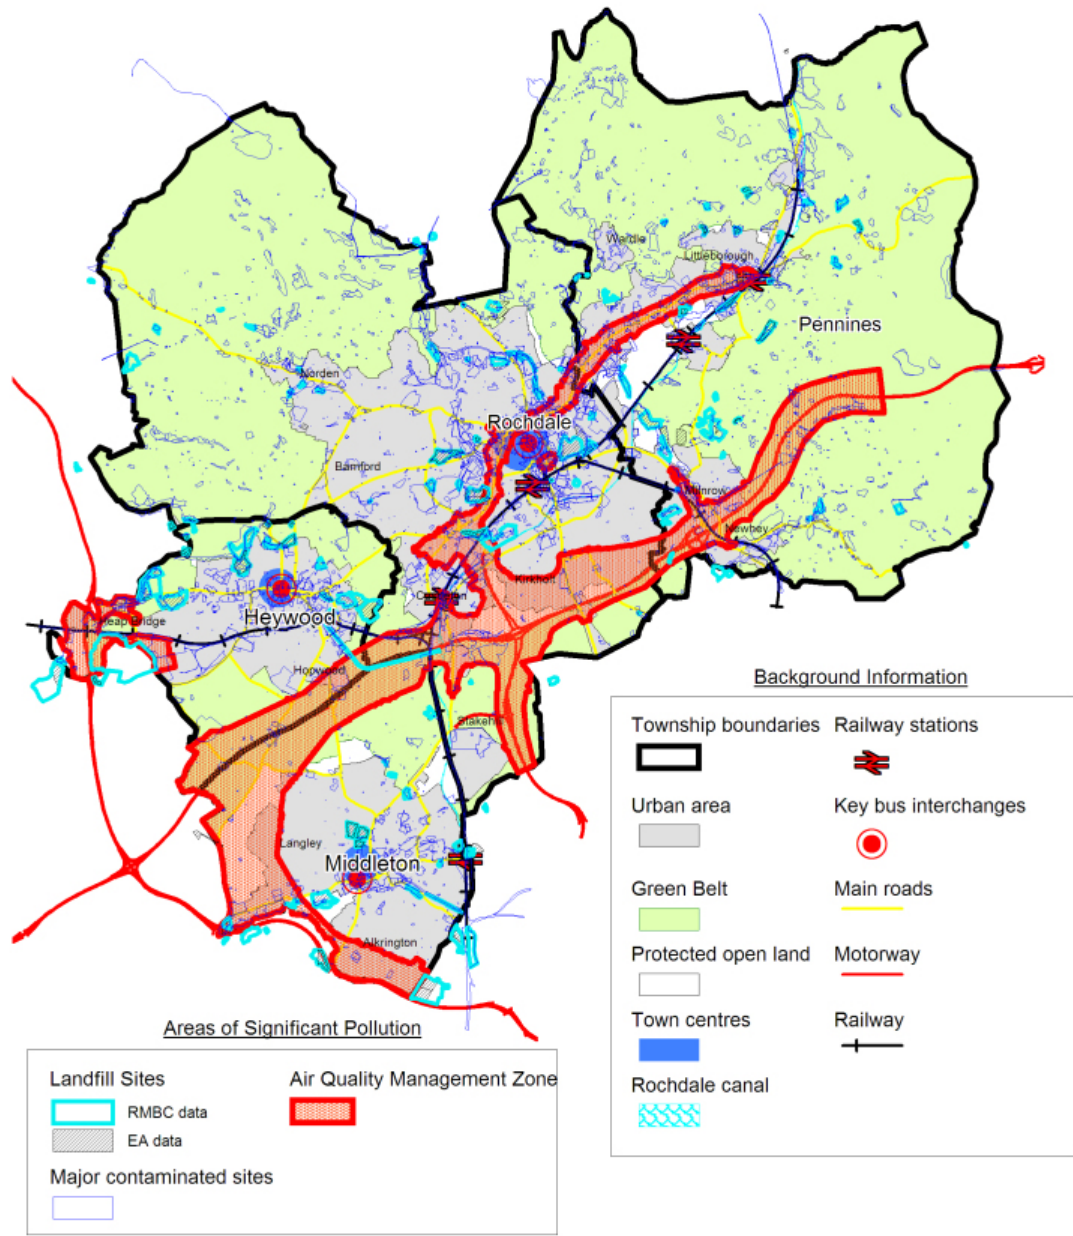 Wardle
Littleborough
Pennines
Norden
Rochdale
Bamford
Milnrow
Newhey
Kirkholt
Castleton
Heywood
Heap Bridge
Hopwood
Stakehill
Langley
Middleton
Alkrington
Background Information
Township boundaries Railway stations
Urban area Key bus interchanges
Green Belt Main roads
Protected open land Motorway
Town centres Railway
Rochdale canal
Areas of Significant Pollution
Landfill Sites Air Quality Management Zone
RMBC data
EA data
Major contaminated sites